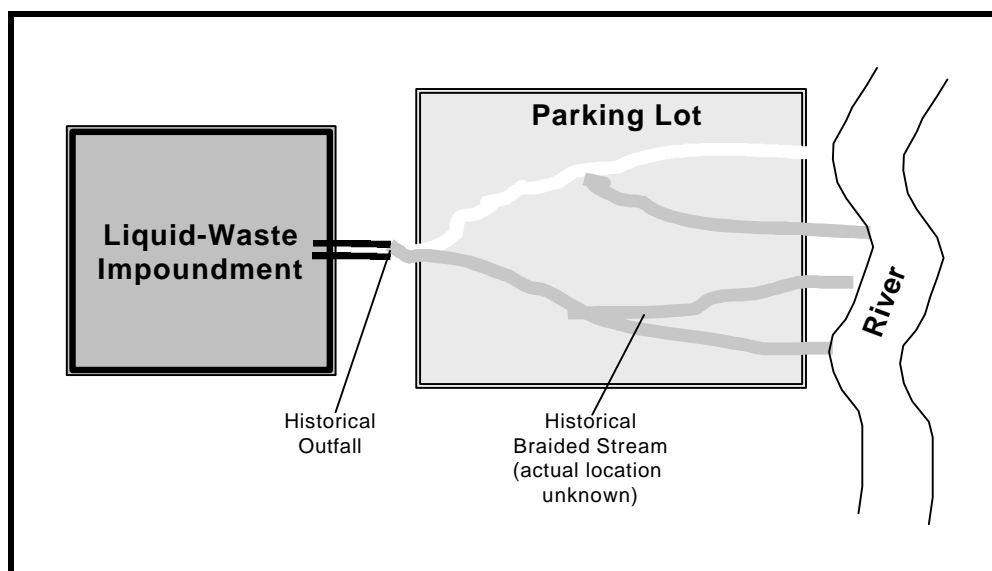 Parking Lot
Liquid-Waste
Impoundment
River
Historical
Outfall
Historical
Braided Stream
(actual location
unknown)